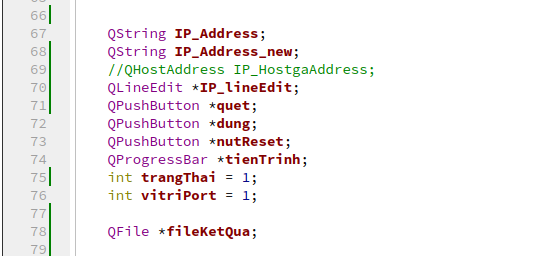 66
67 QString IP_Address;
68 QString IP_Address_new;
69 //QHostAddress IP_HostgaAddress;
70 QLineEdit *IP_lineEdit;
71 QPushButton *quet;
72 QPushButton *dung;
73 QPushButton *nutReset;
74 QProgressBar *tienTrinh;
75 int trangThai = 1;
76 int vitriPort = 1;
77
78 QFile *fileKetQua;
79